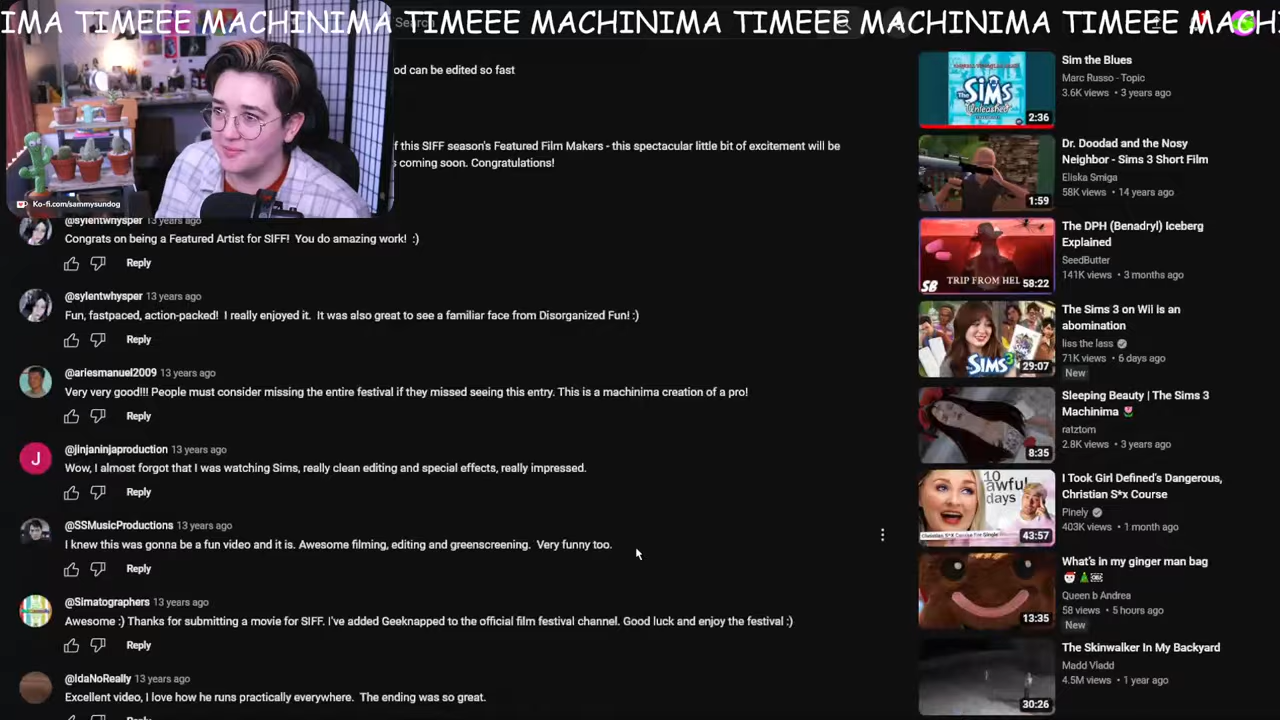 IMA TIMEEE MACHINIMA TIMEEE MACHINIMA TIMEEE MACHINIMA TIMEEE MACH
Search
od can be edited so fast
f this SIFF season's Featured Film Makers - this spectacular little bit of excitement will be
s coming soon. Congratulations!
Ko-fi.com/sammysundog
@sylentwhysper 13 years ago
Congrats on being a Featured Artist for SIFF! You do amazing work! :)
Reply
@sylentwhysper 13 years ago
Fun, fastpaced, action-packed! I really enjoyed it. It was also great to see a familiar face from Disorganized Fun! :)
Reply
@ariesmanuel2009 13 years ago
Very very good!!! People must consider missing the entire festival if they missed seeing this entry. This is a machinima creation of a pro!
Reply
J
@jinjaninjaproduction 13 years ago
Wow, I almost forgot that I was watching Sims, really clean editing and special effects, really impressed.
Reply
@SSMusicProductions 13 years ago
I knew this was gonna be a fun video and it is. Awesome filming, editing and greenscreening. Very funny too.
Reply
@Simatographers 13 years ago
Awesome :) Thanks for submitting a movie for SIFF. I've added Geeknapped to the official film festival channel. Good luck and enjoy the festival :)
Reply
@IdaNoReally 13 years ago
Excellent video, I love how he runs practically everywhere. The ending was so great.
The Sims Unleashed
2:36
Sim the Blues
Marc Russo - Topic
3.6K views • 3 years ago
1:59
Dr. Doodad and the Nosy
Neighbor - Sims 3 Short Film
Eliska Smiga
58K views • 14 years ago
SB
TRIP FROM HEL
58:22
The DPH (Benadryl) Iceberg
Explained
SeedButter
141K views • 3 months ago
SiMS 3
29:07
The Sims 3 on Wii is an
abomination
liss the lass
71K views • 6 days ago
New
8:35
Sleeping Beauty | The Sims 3
Machinima 🌷
ratztom
2.8K views • 3 years ago
10
awful
days
43:57
I Took Girl Defined's Dangerous,
Christian S*x Course
Pinely
403K views • 1 month ago
13:35
What's in my ginger man bag
Queen b Andrea
58 views • 5 hours ago
New
30:26
The Skinwalker In My Backyard
Madd Vladd
4.5M views • 1 year ago